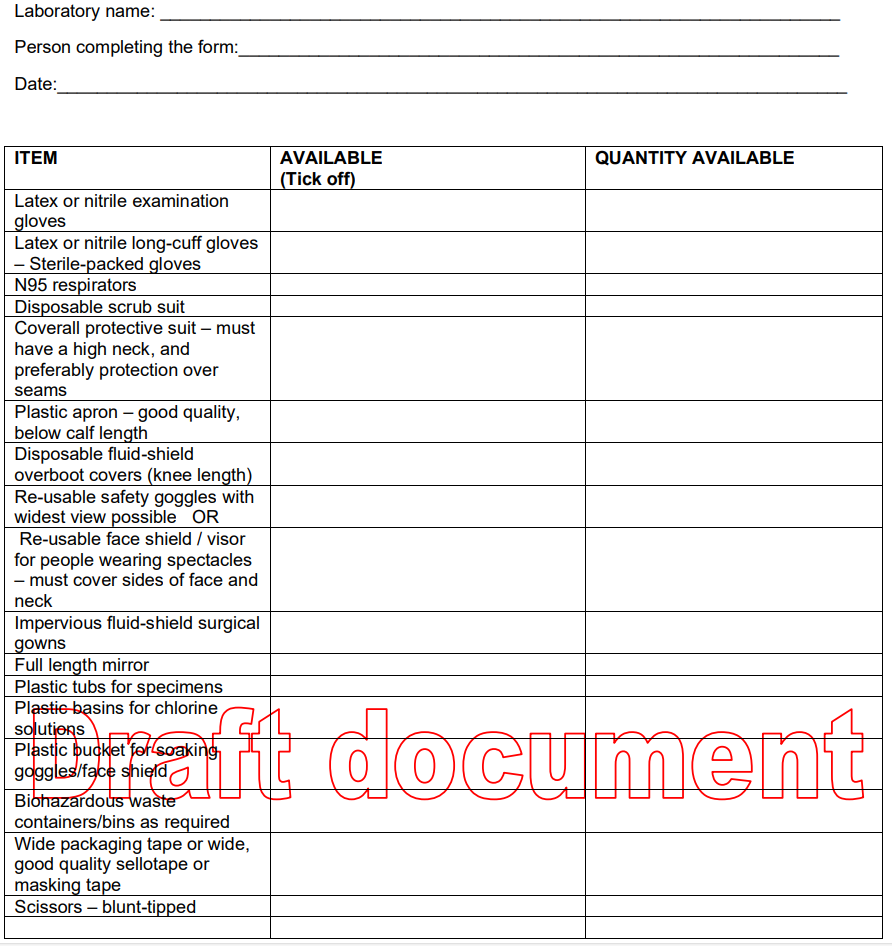 Laboratory name: ______________________________________________________________________
Person completing the form:______________________________________________________________
Date:__________________________________________________________________________________
ITEM AVAILABLE QUANTITY AVAILABLE
(Tick off)
Latex or nitrile examination
gloves
Latex or nitrile long-cuff gloves
– Sterile-packed gloves
N95 respirators
Disposable scrub suit
Coverall protective suit – must
have a high neck, and
preferably protection over
seams
Plastic apron – good quality,
below calf length
Disposable fluid-shield
overboot covers (knee length)
Re-usable safety goggles with
widest view possible   OR
Re-usable face shield / visor
for people wearing spectacles
– must cover sides of face and
neck
Impervious fluid-shield surgical
gowns
Full length mirror
Plastic tubs for specimens
Plastic basins for chlorine
solutions
Plastic bucket for soaking
goggles/face shield
Draft document
Biohazardous waste
containers/bins as required
Wide packaging tape or wide,
good quality sellotape or
masking tape
Scissors – blunt-tipped